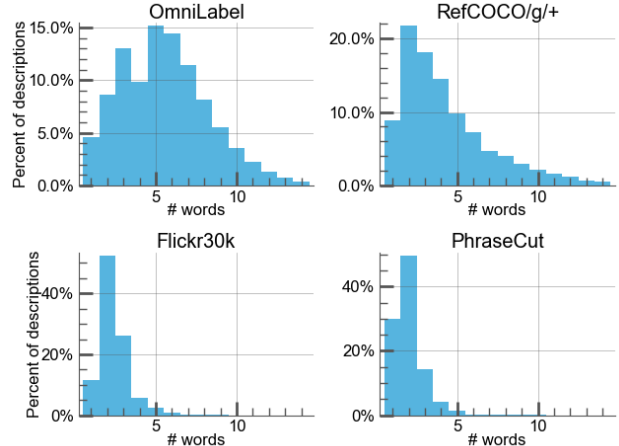 OmniLabel
Percent of descriptions
15.0%
10.0%
5.0%
0.0%
5
10
# words
RefCOCO/g/+
20.0%
10.0%
0.0%
5
10
# words
Flickr30k
Percent of descriptions
40%
20%
0%
5
10
# words
PhraseCut
40%
20%
0%
5
10
# words